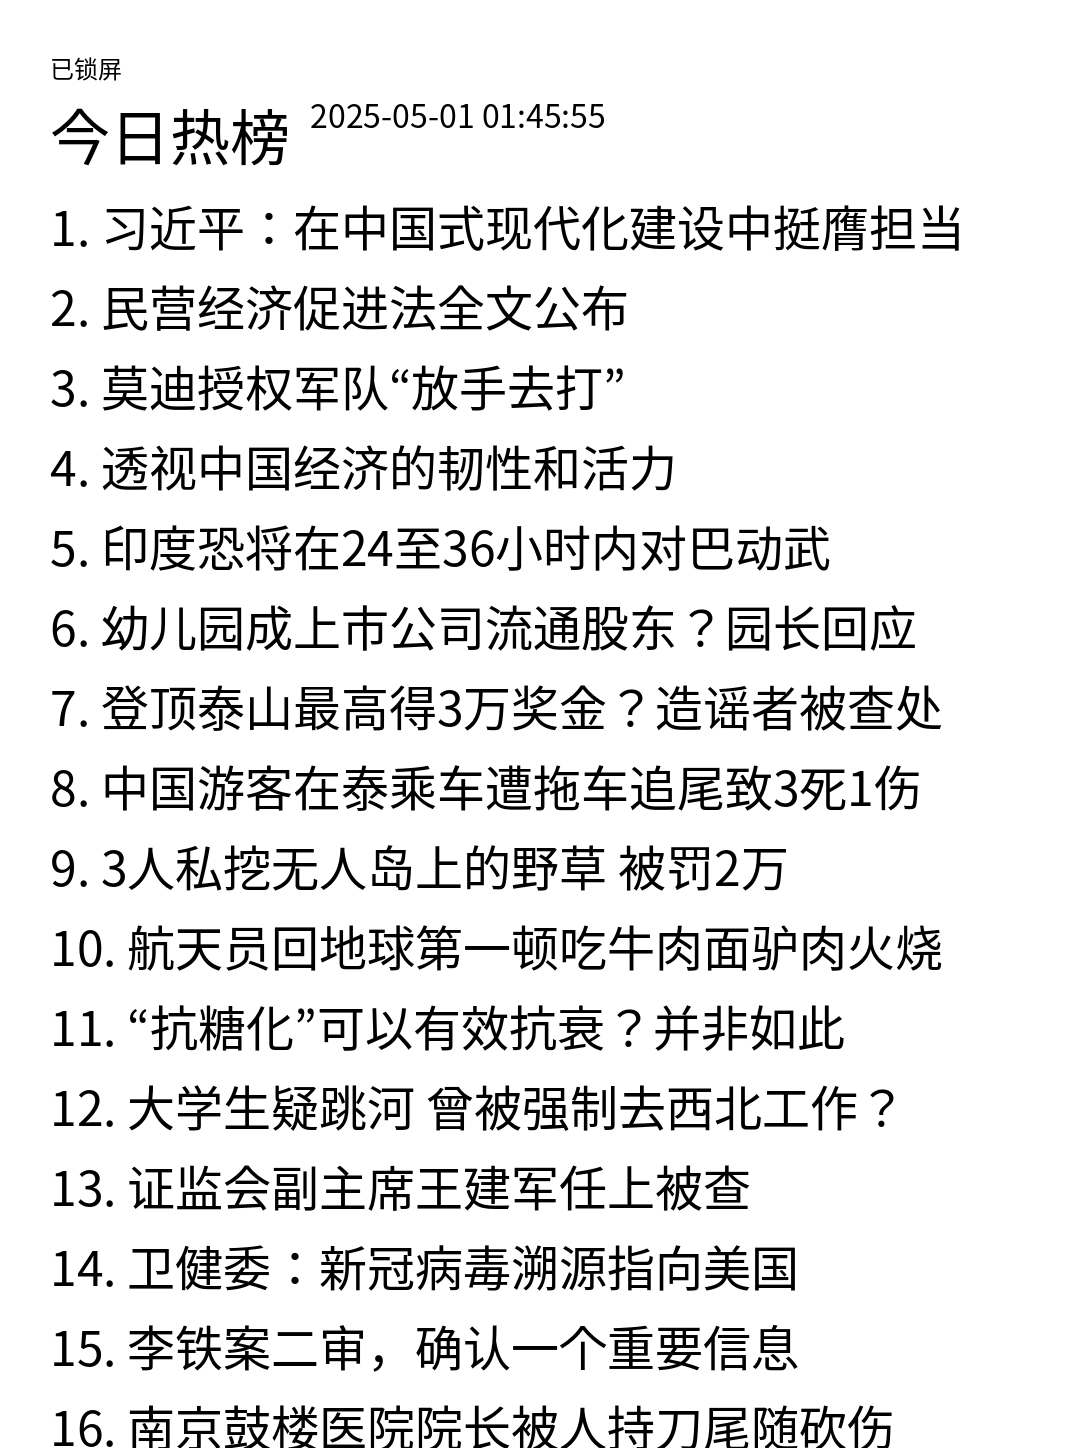 已锁屏
今日热榜 2025-05-01 01:45:55
1. 习近平：在中国式现代化建设中挺膺担当
2. 民营经济促进法全文公布
3. 莫迪授权军队“放手去打”
4. 透视中国经济的韧性和活力
5. 印度恐将在24至36小时内对巴动武
6. 幼儿园成上市公司流通股东？园长回应
7. 登顶泰山最高得3万奖金？造谣者被查处
8. 中国游客在泰乘车遭拖车追尾致3死1伤
9. 3人私挖无人岛上的野草 被罚2万
10. 航天员回地球第一顿吃牛肉面驴肉火烧
11. “抗糖化”可以有效抗衰？并非如此
12. 大学生疑跳河 曾被强制去西北工作？
13. 证监会副主席王建军任上被查
14. 卫健委：新冠病毒溯源指向美国
15. 李铁案二审，确认一个重要信息
16. 南京鼓楼医院院长被人持刀尾随砍伤